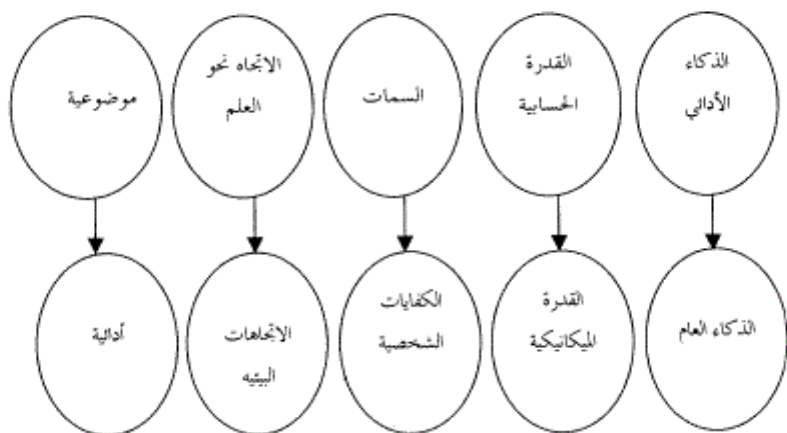 الذكاء
الأدائي
القدرة
الحسابية
السمات
الاتجاه نحو
العلم
موضوعية
الذكاء العام
القدرة
الميكانيكية
الكفايات
الشخصية
الاتجاهات
البيئيه
أدائية